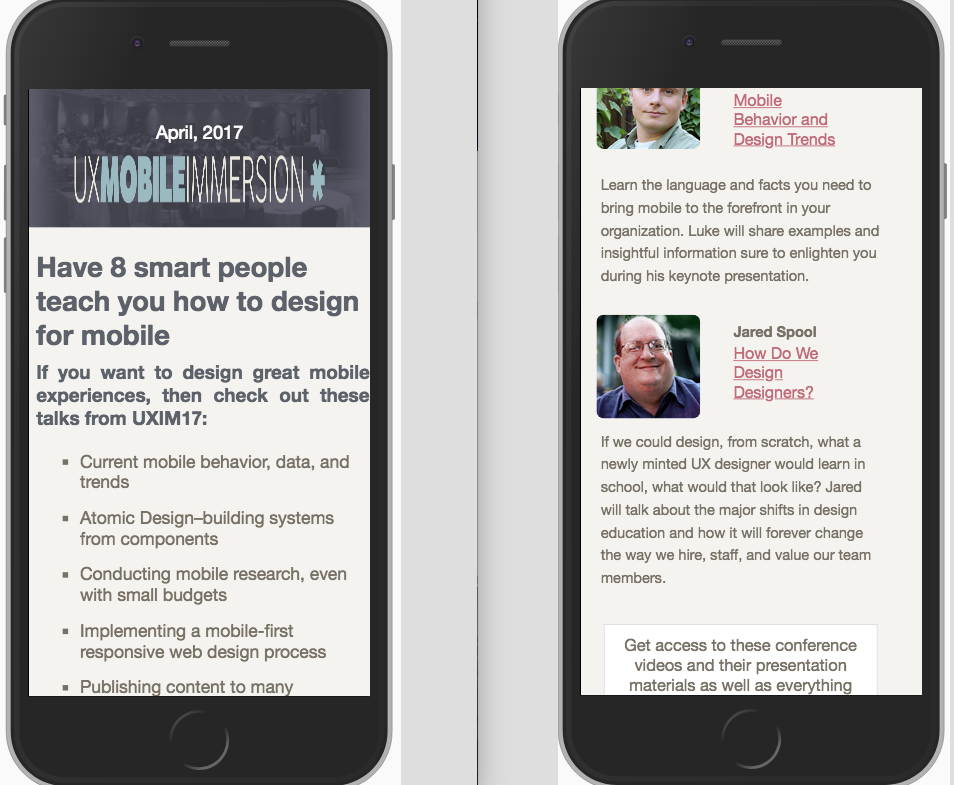 April, 2017
UXMOBILEIMMERSION
Have 8 smart people
teach you how to design
for mobile
If you want to design great mobile
experiences, then check out these
talks from UXIM17:
▪ Current mobile behavior, data, and
trends
▪ Atomic Design–building systems
from components
▪ Conducting mobile research, even
with small budgets
▪ Implementing a mobile-first
responsive web design process
▪ Publishing content to many
Mobile
Behavior and
Design Trends
Learn the language and facts you need to
bring mobile to the forefront in your
organization. Luke will share examples and
insightful information sure to enlighten you
during his keynote presentation.
Jared Spool
How Do We
Design
Designers?
If we could design, from scratch, what a
newly minted UX designer would learn in
school, what would that look like? Jared
will talk about the major shifts in design
education and how it will forever change
the way we hire, staff, and value our team
members.
Get access to these conference
videos and their presentation
materials as well as everything